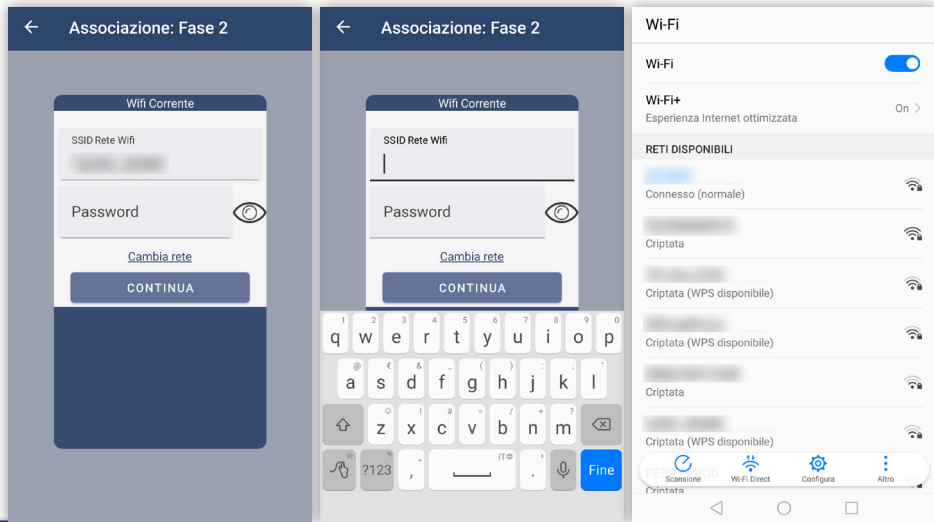 Associazione: Fase 2
Wifi Corrente
SSID Rete Wifi
Password
Cambia rete
CONTINUA
Associazione: Fase 2
Wifi Corrente
SSID Rete Wifi
Password
Cambia rete
CONTINUA
1 2 3 4 5 6 7 8 9 0
q w e r t y u i o p
@ € & _ ( ) : ; "
a s d f g h j k l
! # = / + ?
z x c v b n m
?123 , IT . Fine
Wi-Fi
Wi-Fi
Wi-Fi+
On
Esperienza Internet ottimizzata
RETI DISPONIBILI
Connesso (normale)
Criptata
Criptata (WPS disponibile)
Criptata (WPS disponibile)
Criptata
Criptata (WPS disponibile)
Scansione Wi-Fi Direct Configura Altro
Criptata